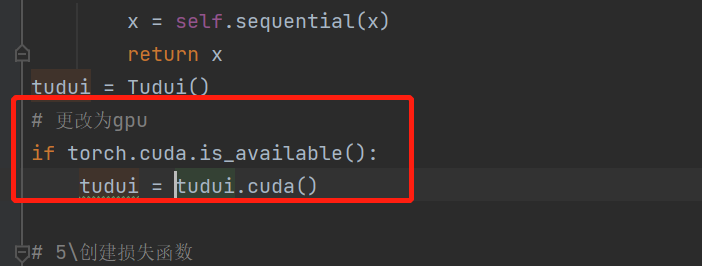 x = self.sequential(x)
return x
tudui = Tudui()
# 更改为gpu
if torch.cuda.is_available():
tudui = tudui.cuda()
# 5\创建损失函数